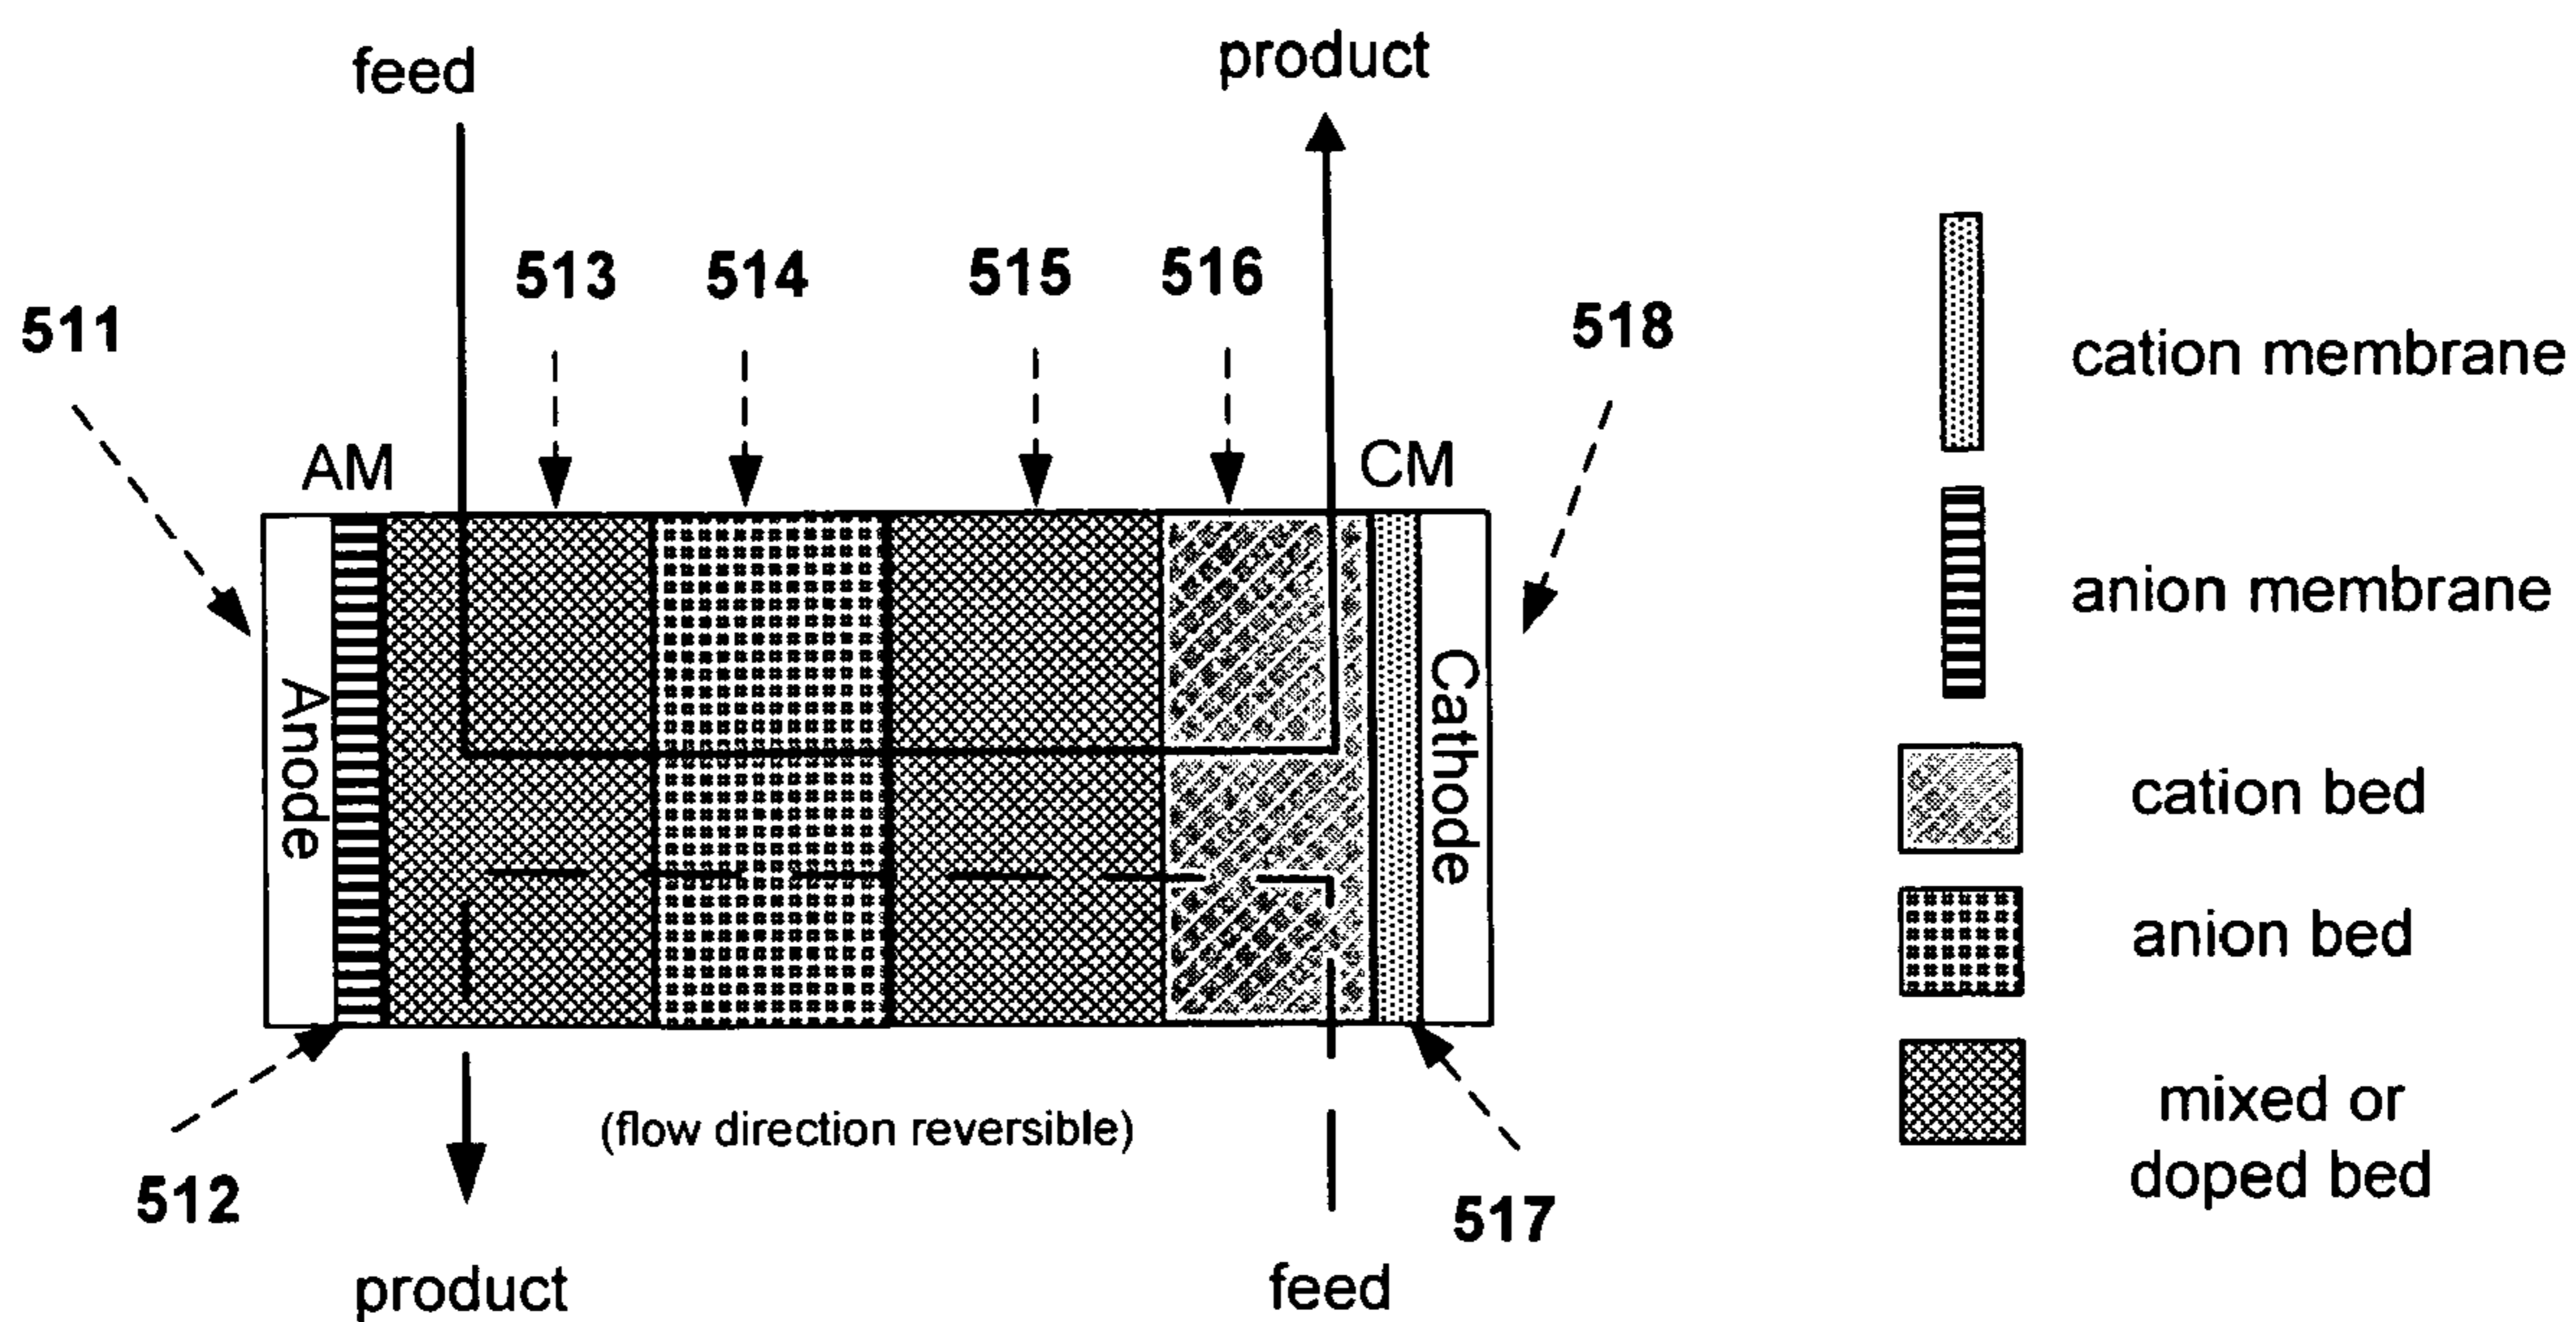 feed
product
513
514
515
516
511
518
AM
CM
Anode
Cathode
(flow direction reversible)
512
517
product
feed
cation membrane
anion membrane
cation bed
anion bed
mixed or
doped bed